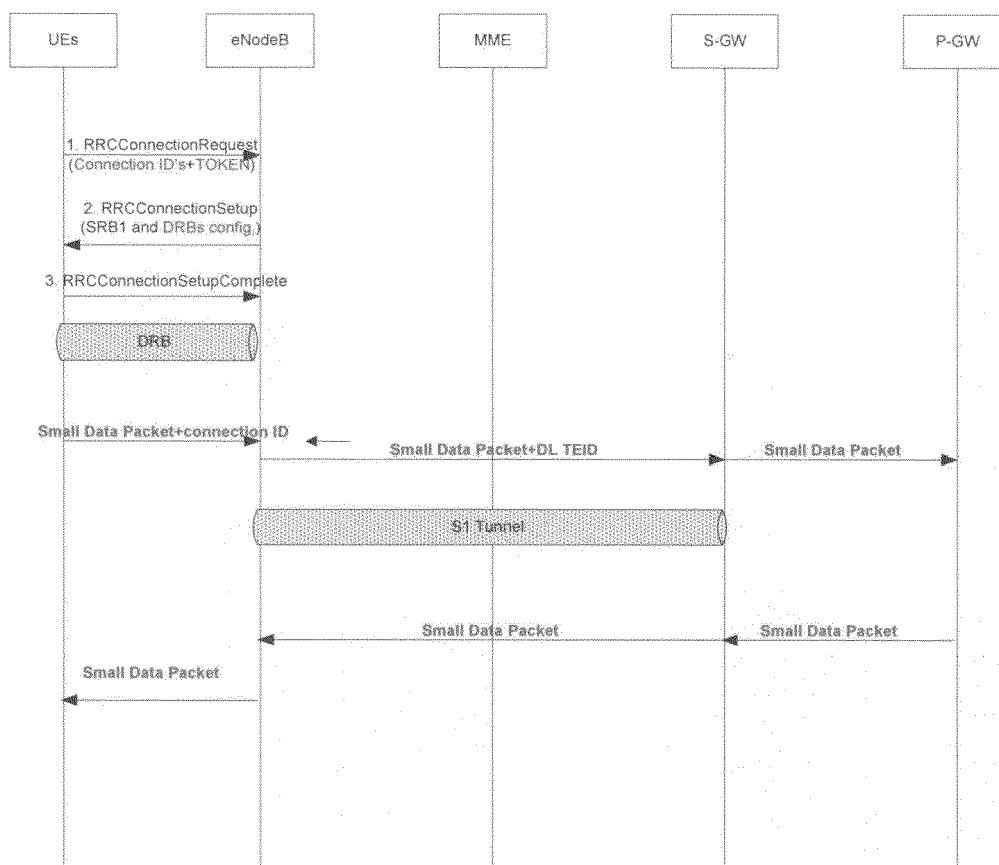 UEs
eNodeB
MME
S-GW
P-GW
1. RRCConnectionRequest
(Connection ID's+TOKEN)
2. RRCConnectionSetup
(SRB1 and DRBs config,)
3. RRCConnectionSetupComplete
DRB
Small Data Packet+connection ID
Small Data Packet+DL TEID
Small Data Packet
S1 Tunnel
Small Data Packet
Small Data Packet
Small Data Packet